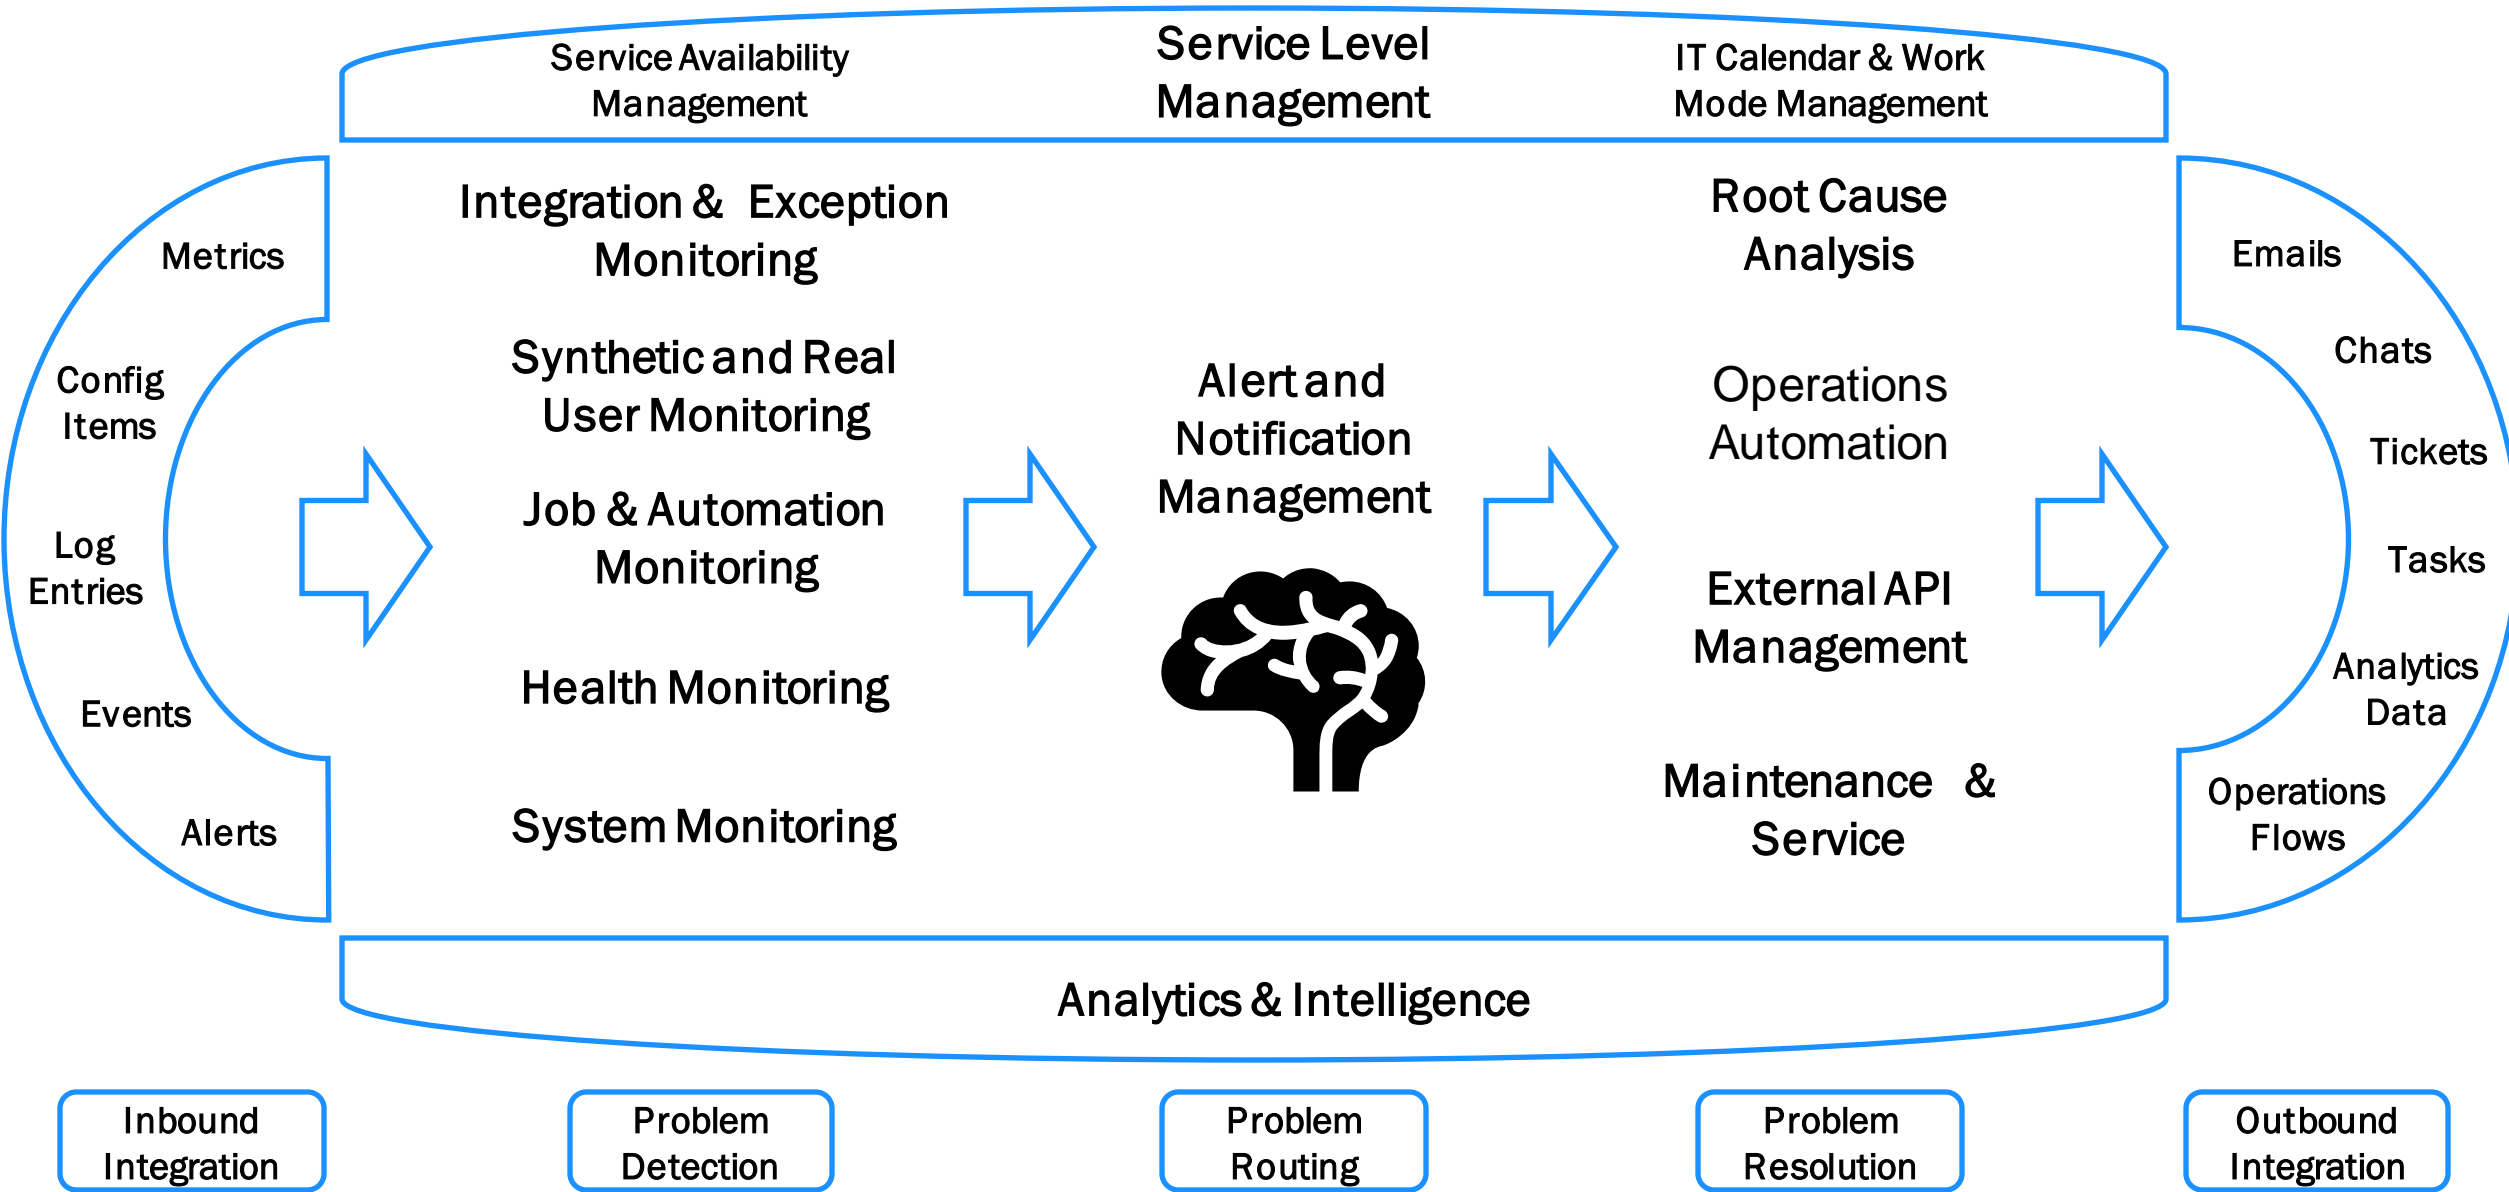 Service Availability
Management
Service Level
Management
IT Calendar & Work
Mode Management
Metrics
Config
Items
Log
Entries
Events
Alerts
Integration & Exception
Monitoring
Synthetic and Real
User Monitoring
Job & Automation
Monitoring
Health Monitoring
System Monitoring
Alert and
Notification
Management
Root Cause
Analysis
Operations
Automation
External API
Management
Maintenance &
Service
Emails
Chats
Tickets
Tasks
Analytics
Data
Operations
Flows
Analytics & Intelligence
Inbound
Integration
Problem
Detection
Problem
Routing
Problem
Resolution
Outbound
Integration